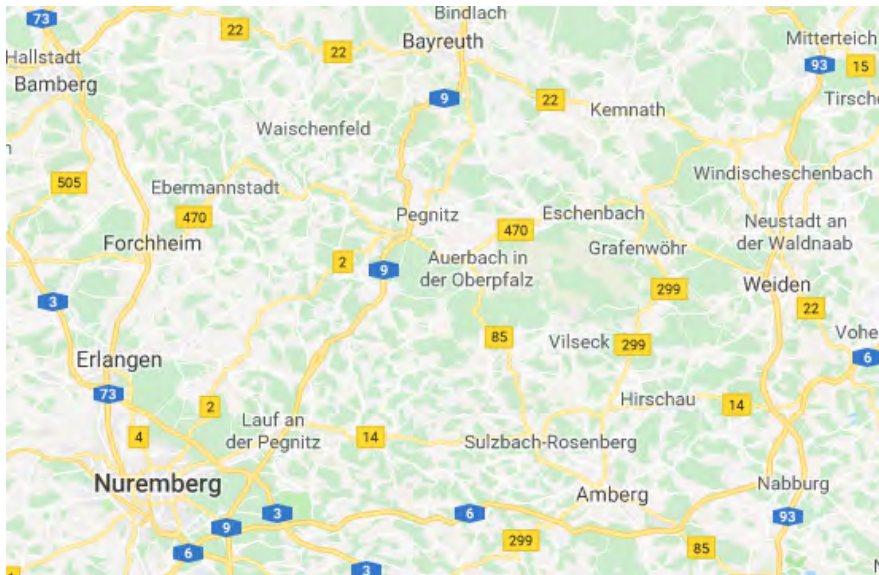 73
Bindlach
22
22
Bayreuth
Mitterteich
Hallstadt
93
15
Bamberg
9
22
Kemnath
Tirsche
Waischenfeld
505
Ebermannstadt
Windischeschenbach
470
Pegnitz
470
Eschenbach
Neustadt an
der Waldnaab
Forchheim
2
9
Auerbach in
der Oberpfalz
Grafenwöhr
3
299
Weiden
22
85
Vilseck
299
Vohe
6
Erlangen
73
2
Hirschau
14
4
Lauf an
der Pegnitz
14
Sulzbach-Rosenberg
Nuremberg
Amberg
Nabburg
9
3
6
93
6
3
299
85